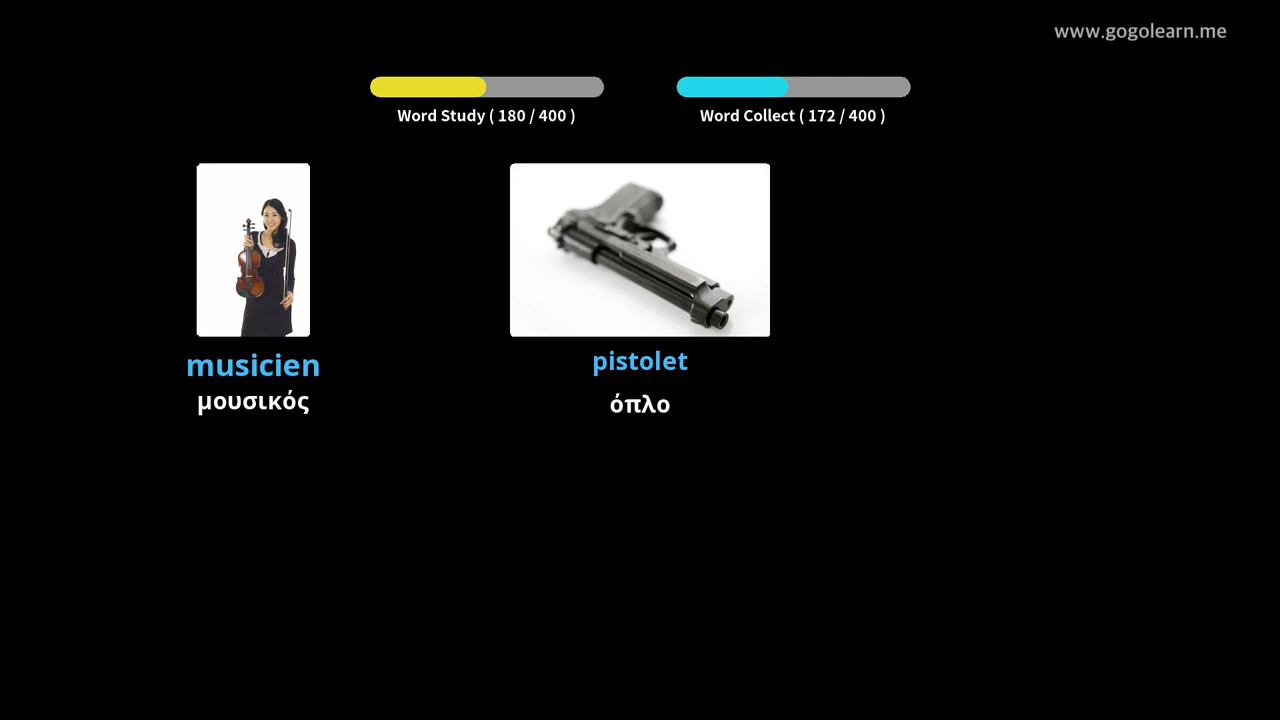 www.gogolearn.me
Word Study ( 180 / 400 )
Word Collect ( 172 / 400 )
musicien
μουσικός
pistolet
όπλο